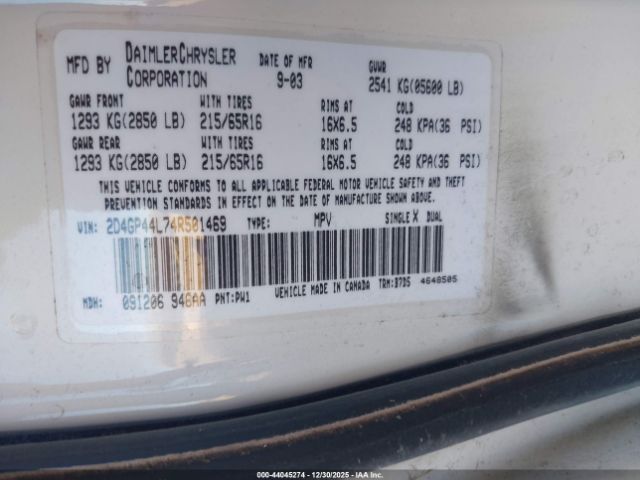 MFD BY DAIMLERCHRYSLER CORPORATION DATE OF MFR 9-03 GVWR 2541 KG(05600 LB)
GAWR FRONT WITH TIRES RIMS AT COLD
1293 KG(2850 LB) 215/65R16 16X6.5 248 KPA(36 PSI)
GAWR REAR WITH TIRES RIMS AT COLD
1293 KG(2850 LB) 215/65R16 16X6.5 248 KPA(36 PSI)
THIS VEHICLE CONFORMS TO ALL APPLICABLE FEDERAL MOTOR VEHICLE SAFETY AND THEFT
PREVENTION STANDARDS IN EFFECT ON THE DATE OF MANUFACTURE SHOWN ABOVE.
VIN: 2D4GP44L74R501469 TYPE: MPV SINGLE X DUAL
MDH: 091206 948AA PNT:PW1 VEHICLE MADE IN CANADA TRM:B7D5 4648505
000-44045274 - 12/30/2025 - IAA Inc.